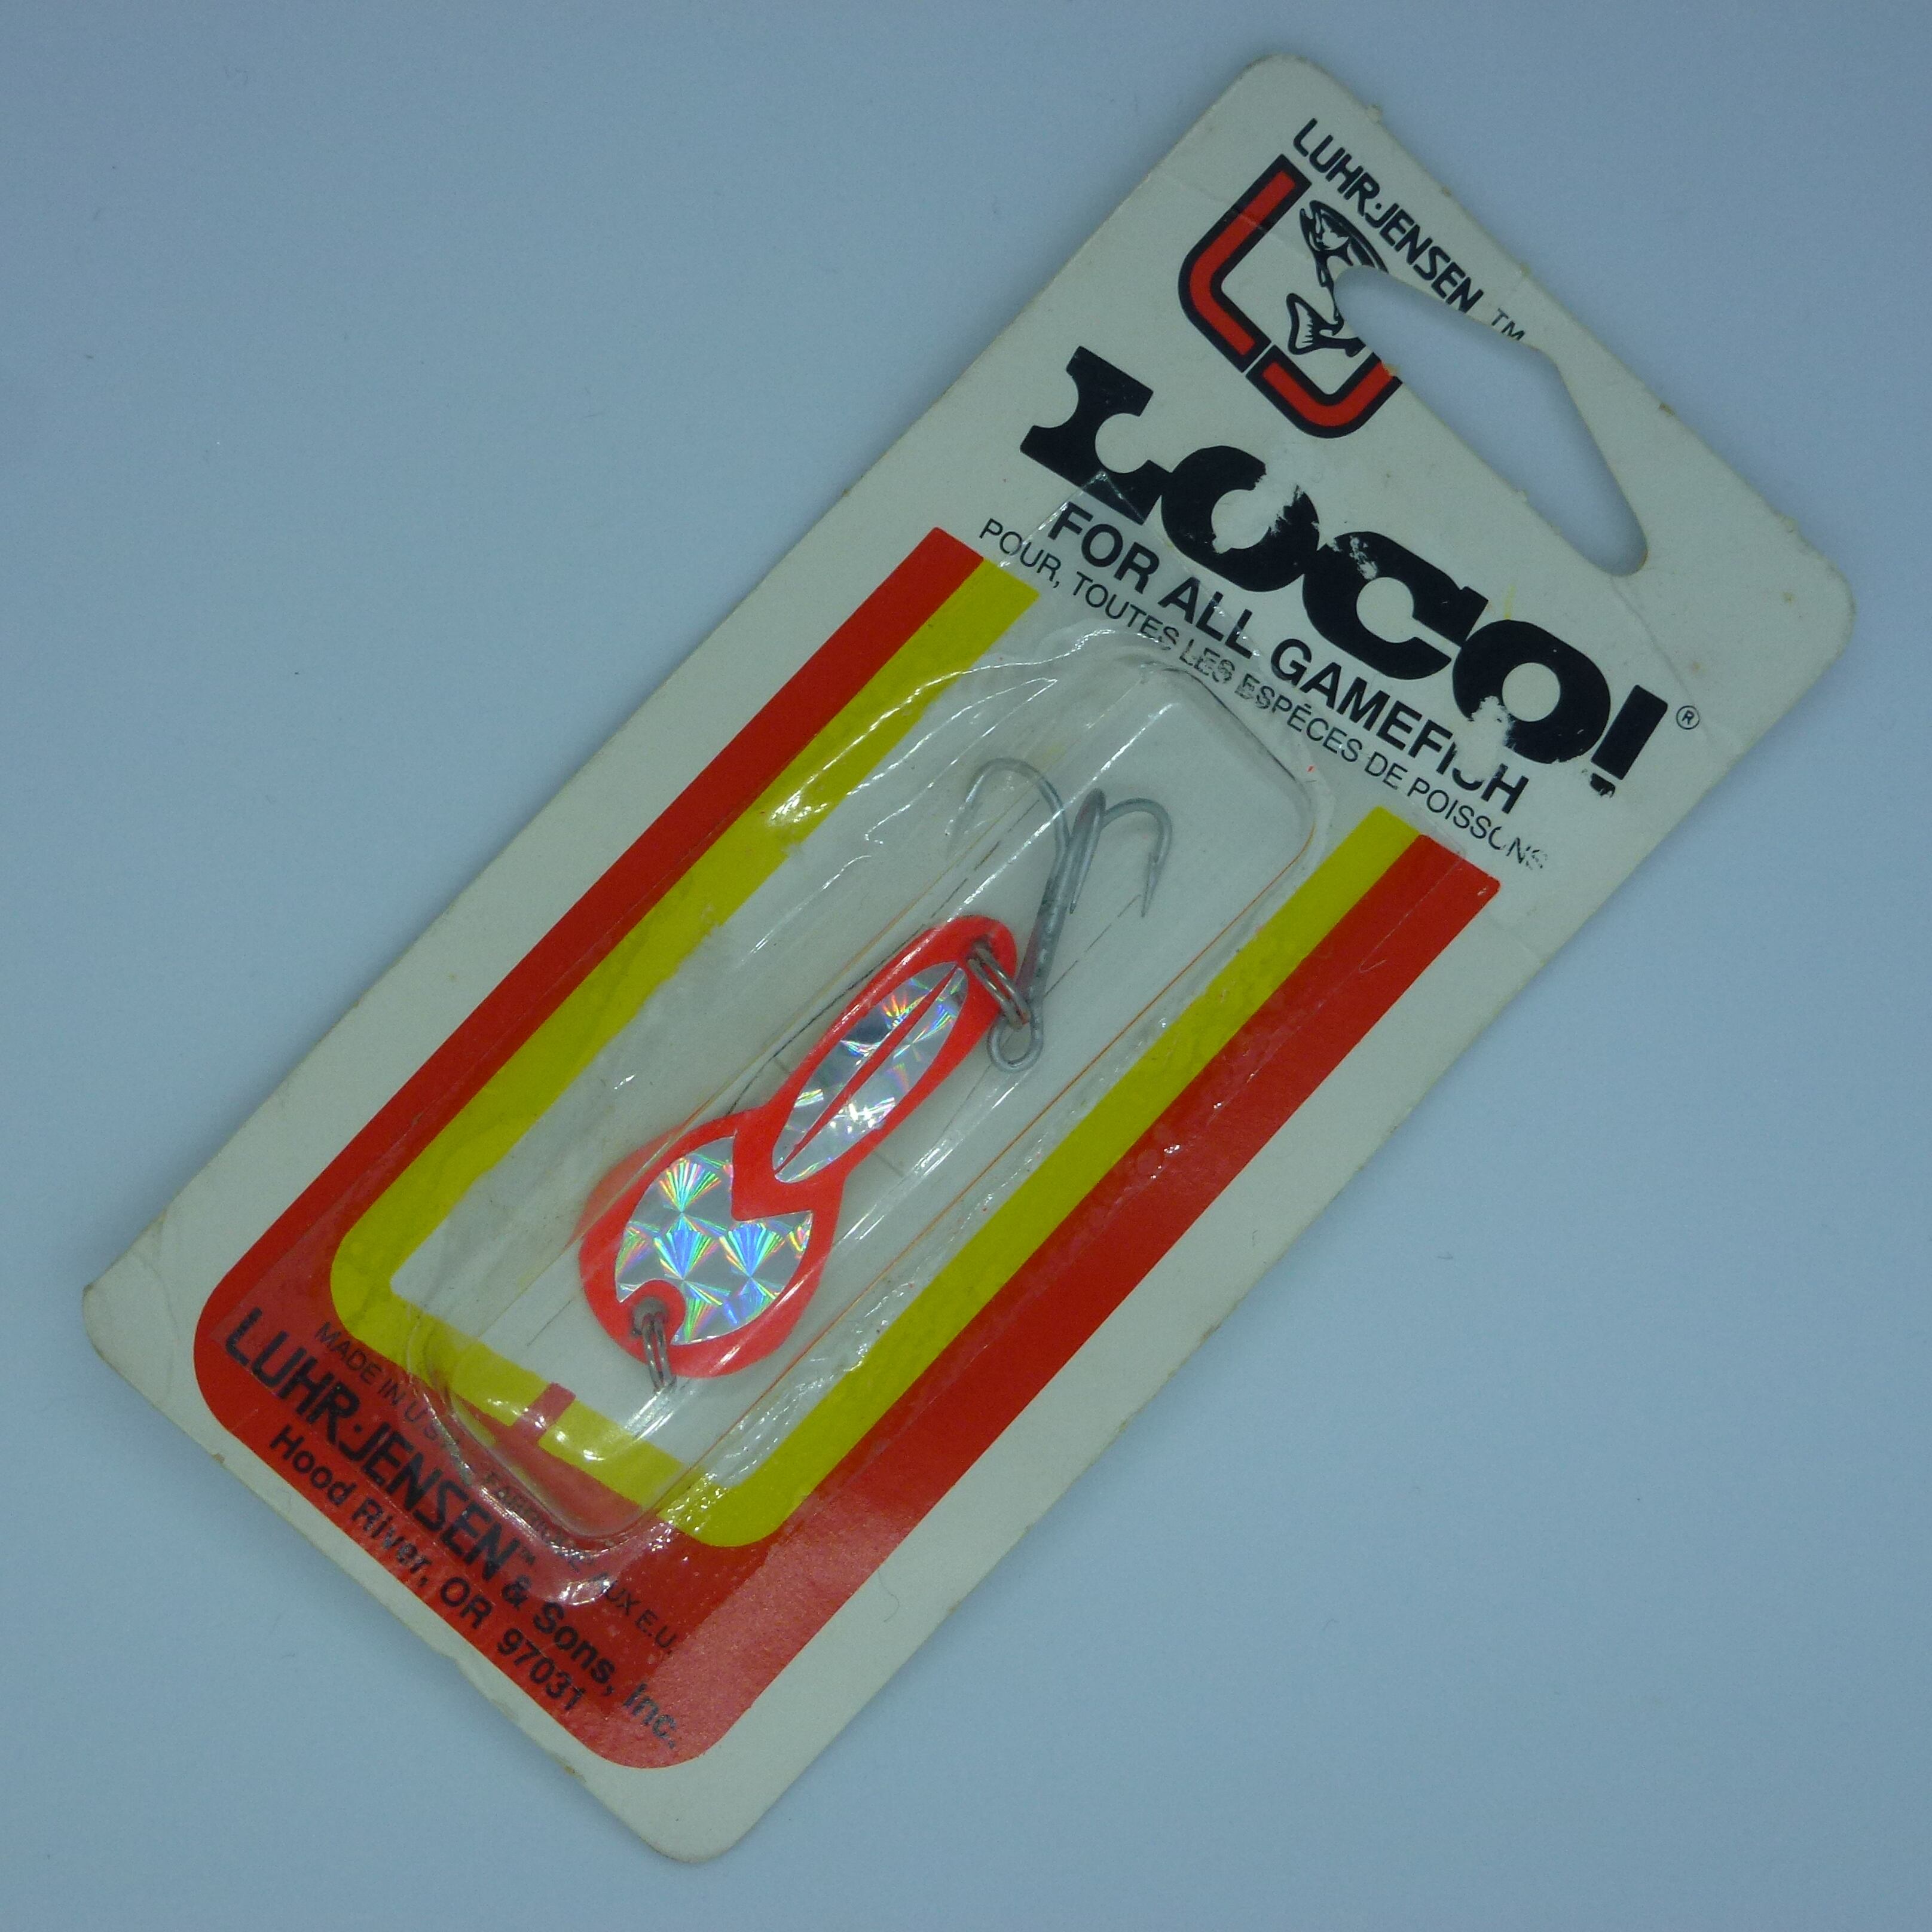 LUHR·JENSEN ™
LOCO! ®
FOR ALL GAMEFISH
POUR, TOUTES LES ESPÈCES DE POISSONS
MADE IN U.S. AUX E.U.
LUHR·JENSEN™ & Sons, Inc.
Hood River, OR 97031